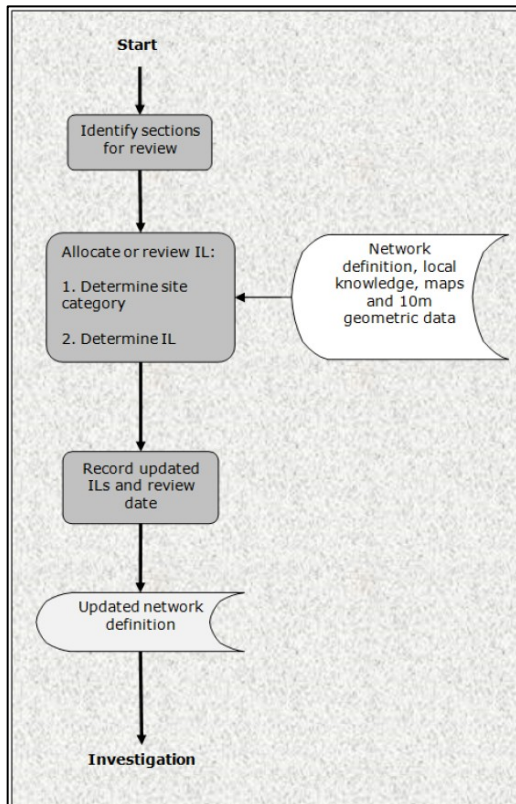 Start
Identify sections
for review
Allocate or review IL:
1. Determine site
category
2. Determine IL
Network
definition, local
knowledge, maps
and 10m
geometric data
Record updated
ILs and review
date
Updated network
definition
Investigation